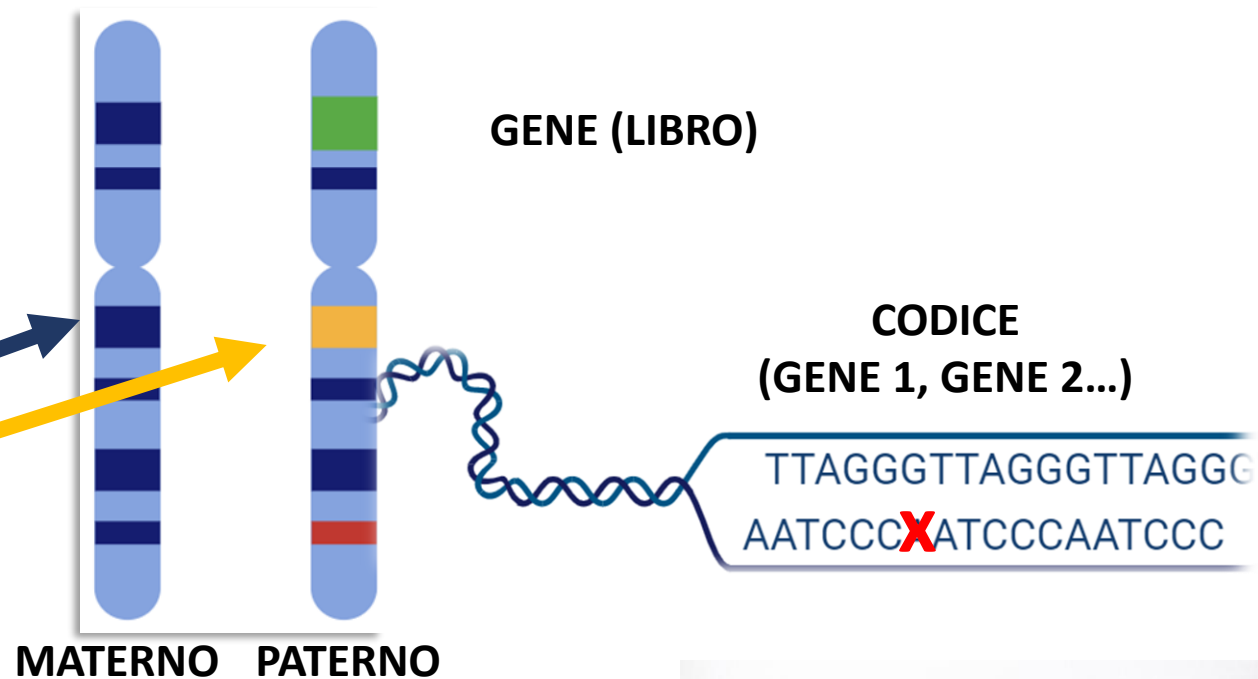 GENE (LIBRO)
CODICE
(GENE 1, GENE 2...)
TTAGGGTTAGGGTTAGGG
AATCCCXATCCCAATCCC
MATERNO PATERNO